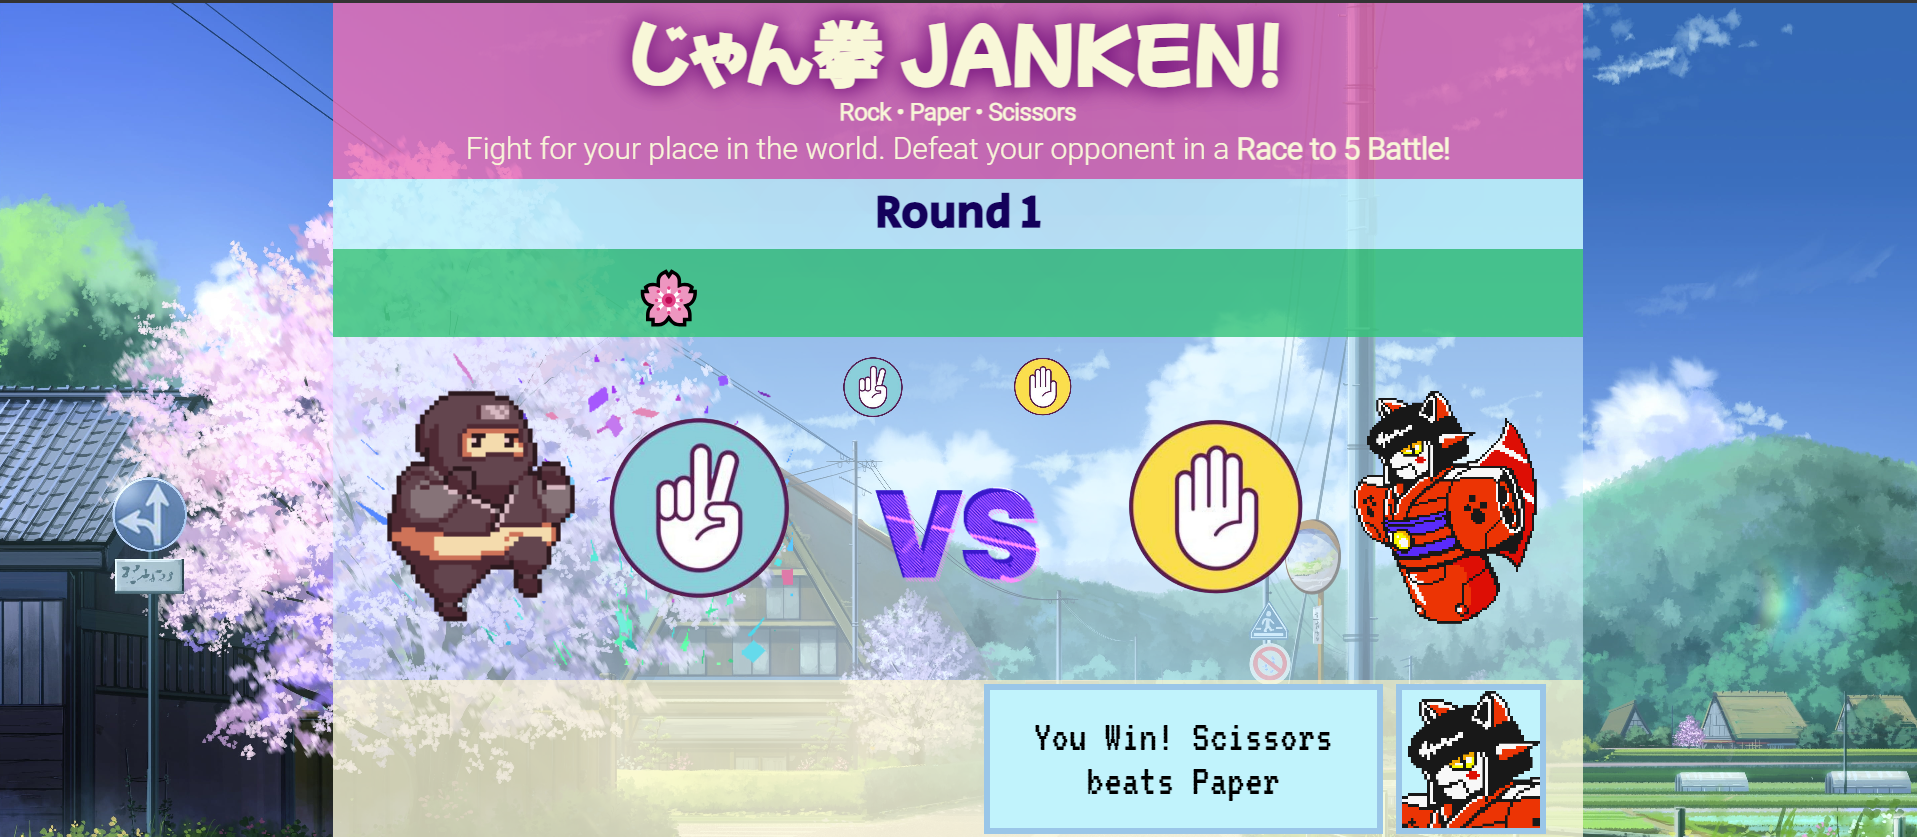 じゃん拳 JANKEN!
Rock • Paper • Scissors
Fight for your place in the world. Defeat your opponent in a Race to 5 Battle!
Round 1
VS
You Win! Scissors
beats Paper